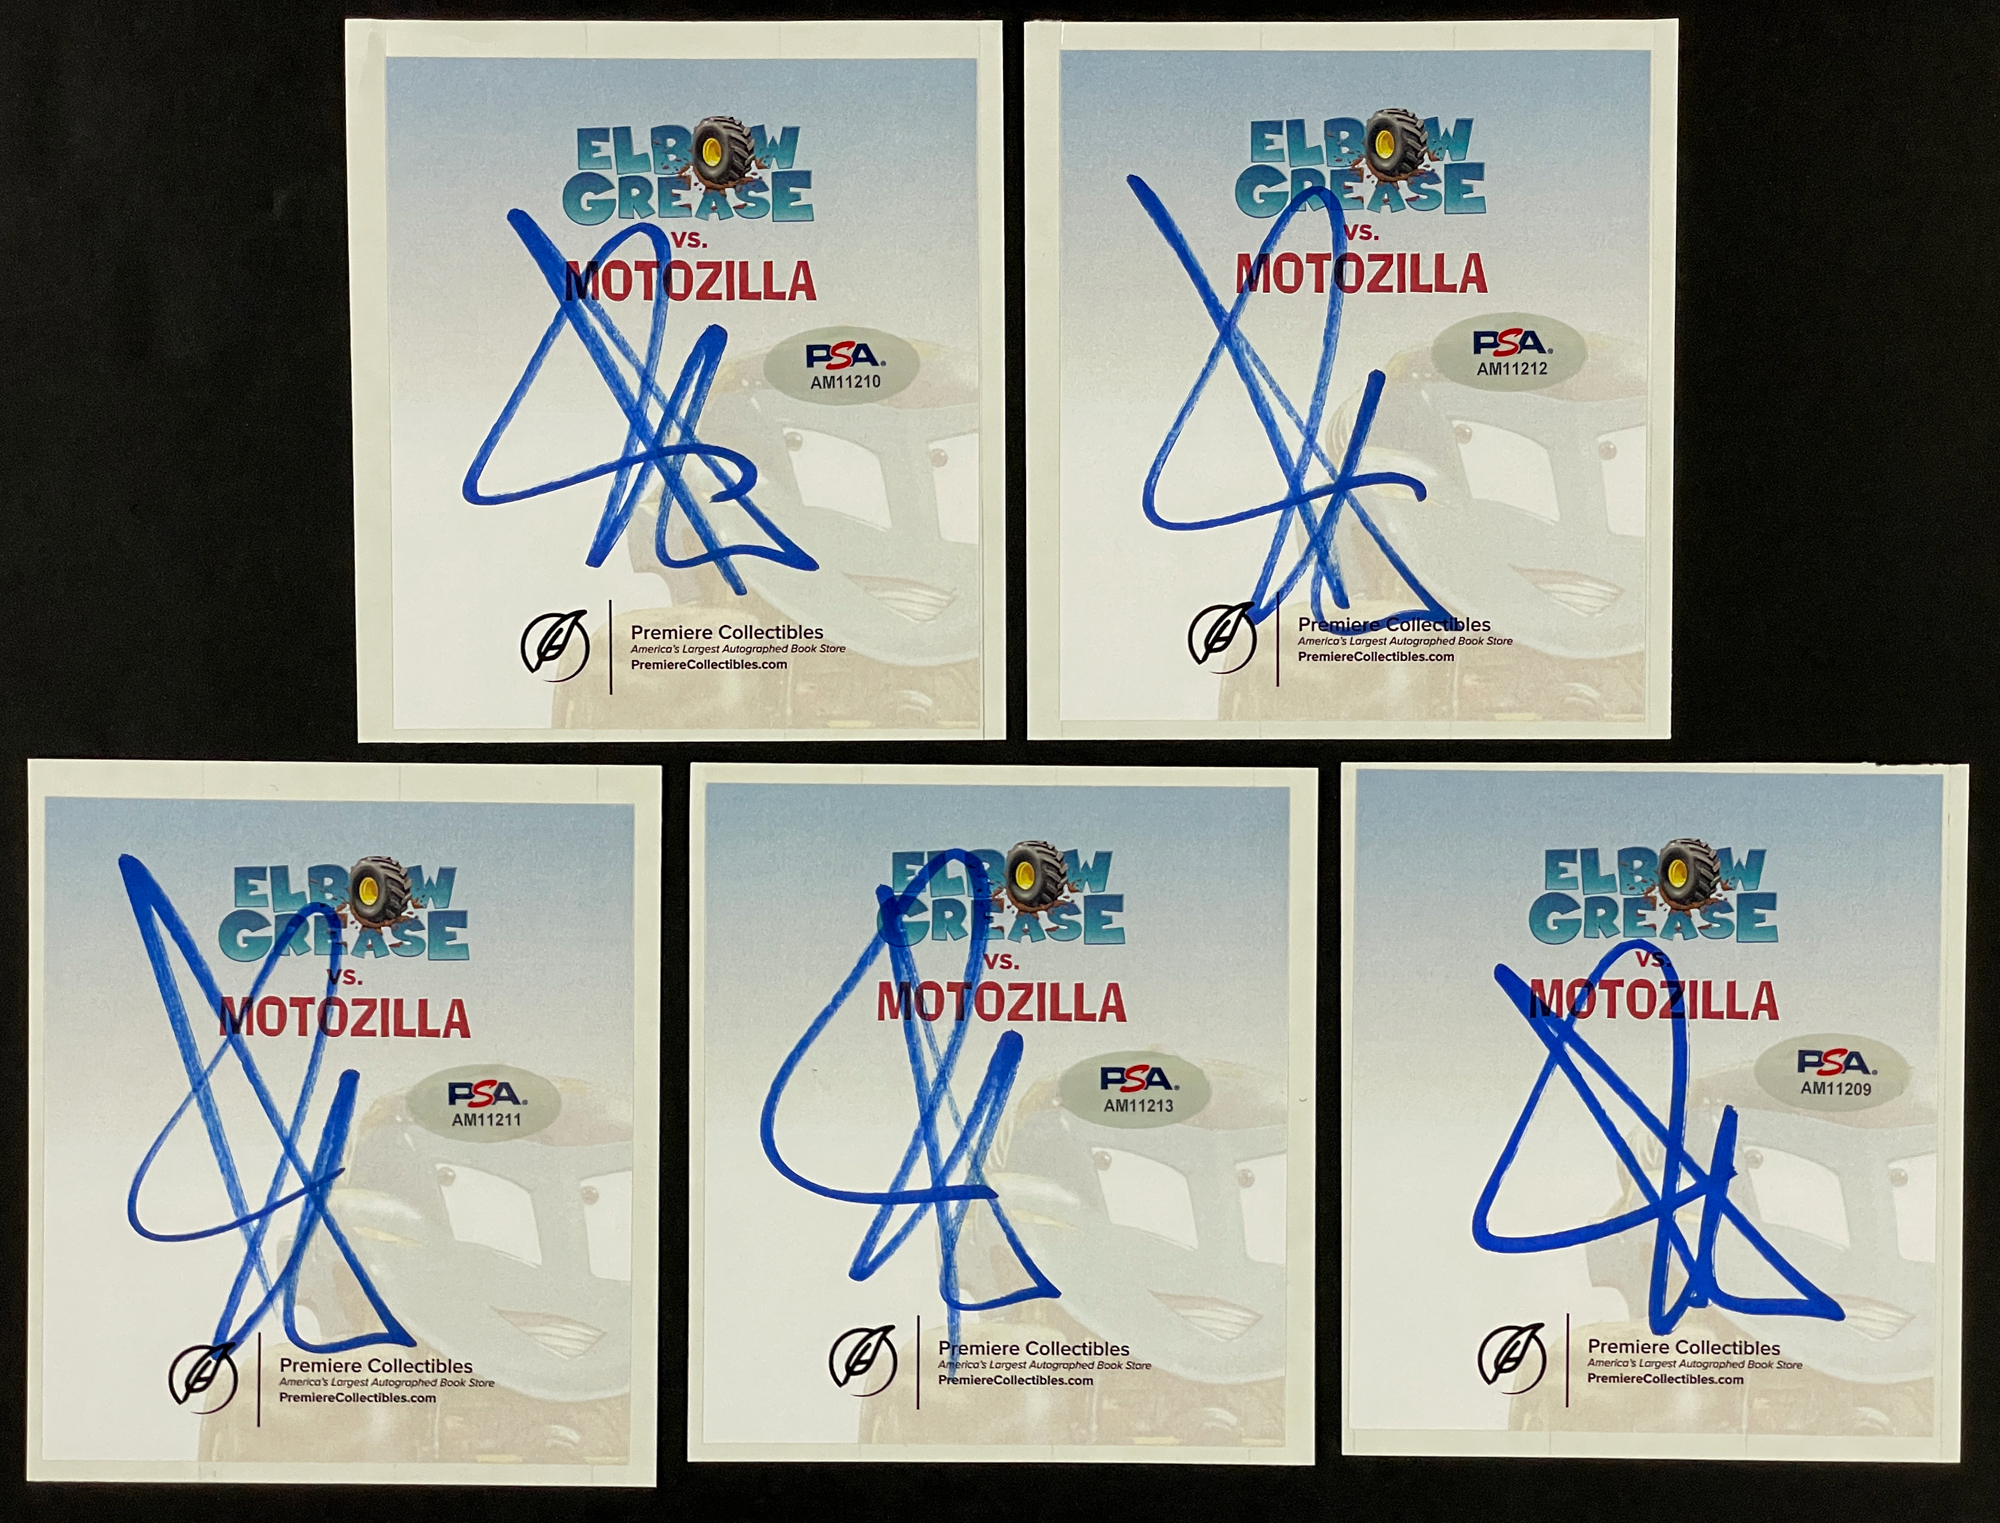 ELBOW
GREASE
VS.
MOTOZILLA
PSA
AM11210
Premiere Collectibles
America's Largest Autographed Book Store
PremiereCollectibles.com
ELBOW
GREASE
VS.
MOTOZILLA
PSA
AM11212
Premiere Collectibles
America's Largest Autographed Book Store
PremiereCollectibles.com
ELBOW
GREASE
VS.
MOTOZILLA
PSA
AM11211
Premiere Collectibles
America's Largest Autographed Book Store
PremiereCollectibles.com
ELBOW
GREASE
VS.
MOTOZILLA
PSA
AM11213
Premiere Collectibles
America's Largest Autographed Book Store
PremiereCollectibles.com
ELBOW
GREASE
VS.
MOTOZILLA
PSA
AM11209
Premiere Collectibles
America's Largest Autographed Book Store
PremiereCollectibles.com